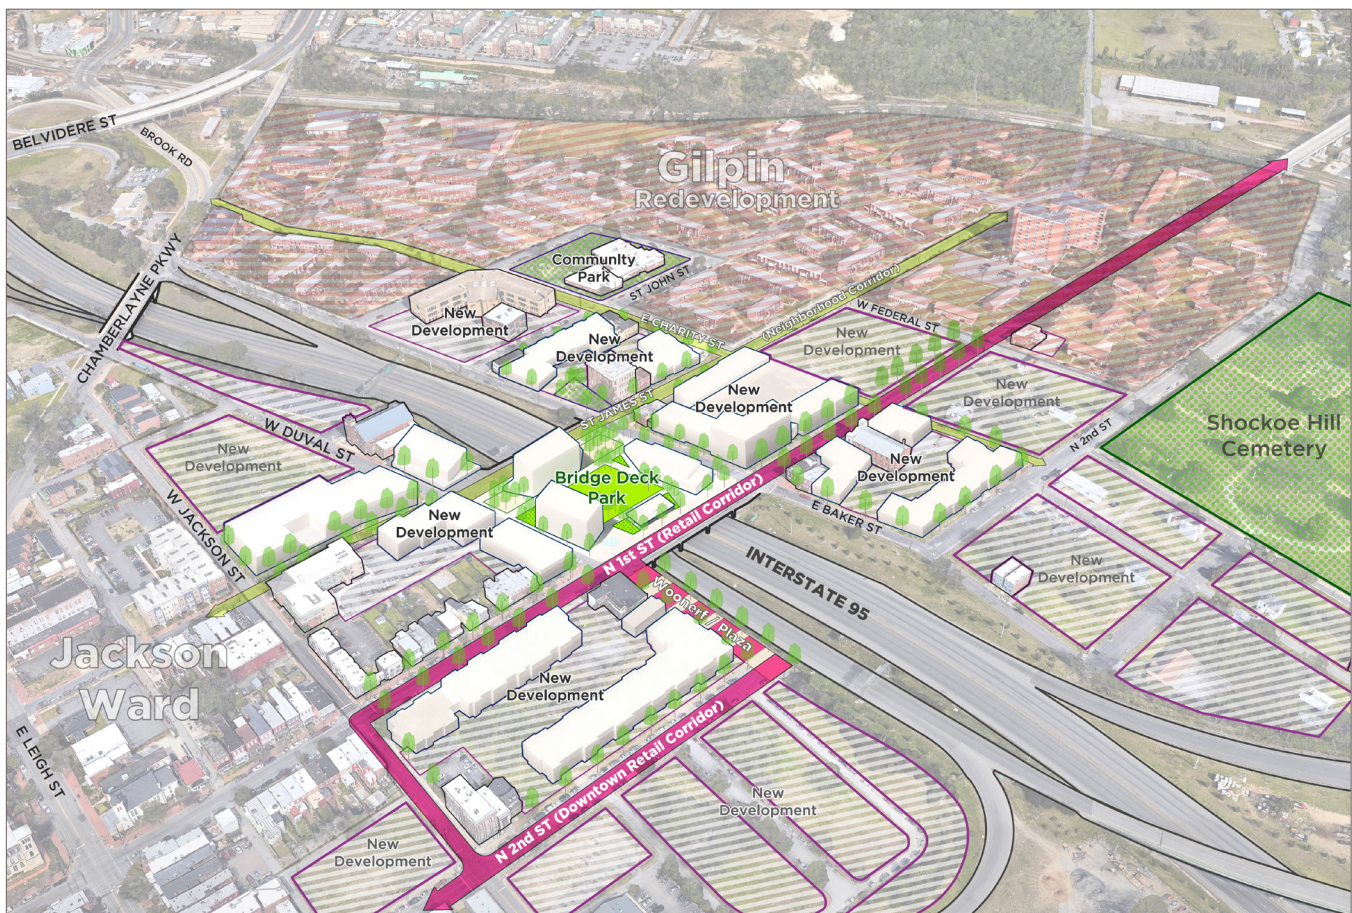 NASH
BELVIDERE ST
BROOK RD
Gilpin
Redevelopment
CHAMBERLAYNE PKWY
Community
Park
ST JOHN ST
(Neighborhood Corridor)
W FEDERAL ST
New
Development
E CHARITY ST
New
Development
New
Development
New
Development
New
Development
ST JAMES ST
N 2nd ST
Shockoe Hill
Cemetery
W DUVAL ST
New
Development
Bridge Deck
Park
New
Development
E BAKER ST
W JACKSON ST
New
Development
N 1st ST (Retail Corridor)
INTERSTATE 95
New
Development
Woonerf / Plaza
Jackson
Ward
New
Development
E LEIGH ST
N 2nd ST (Downtown Retail Corridor)
New
Development
New
Development